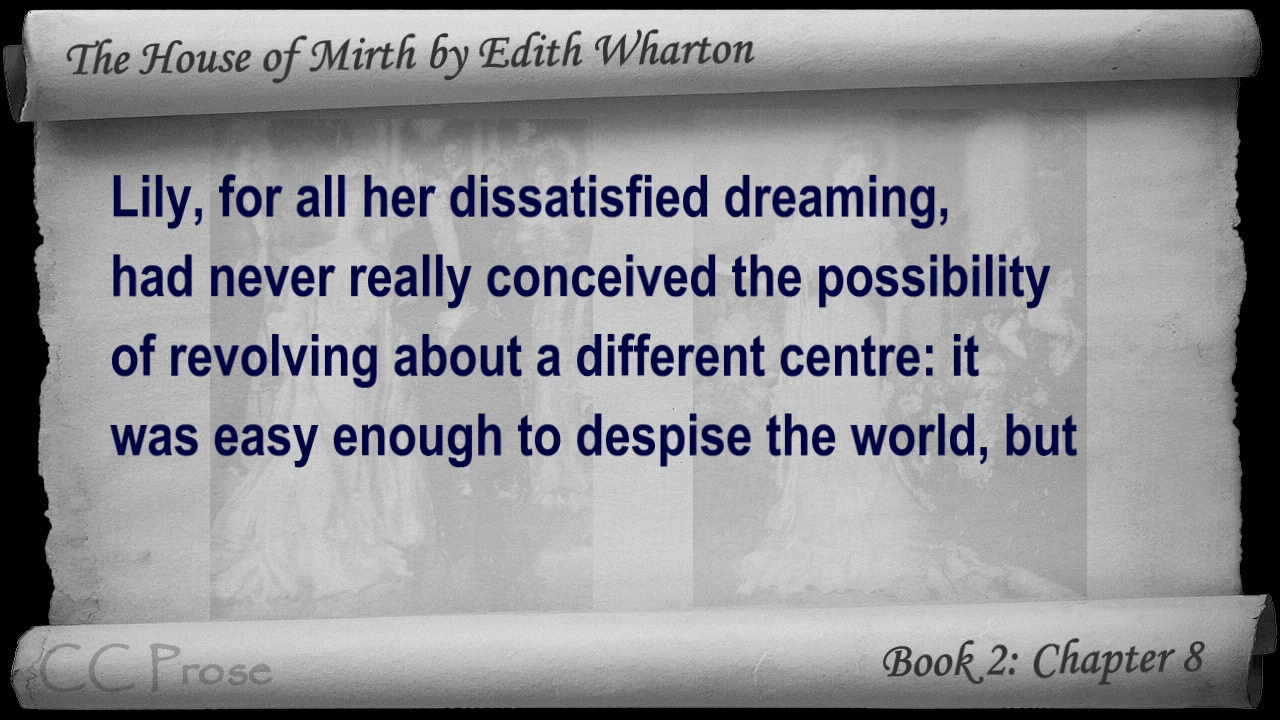 The House of Mirth by Edith Wharton
Lily, for all her dissatisfied dreaming,
had never really conceived the possibility
of revolving about a different centre: it
was easy enough to despise the world, but
CC Prose
Book 2: Chapter 8